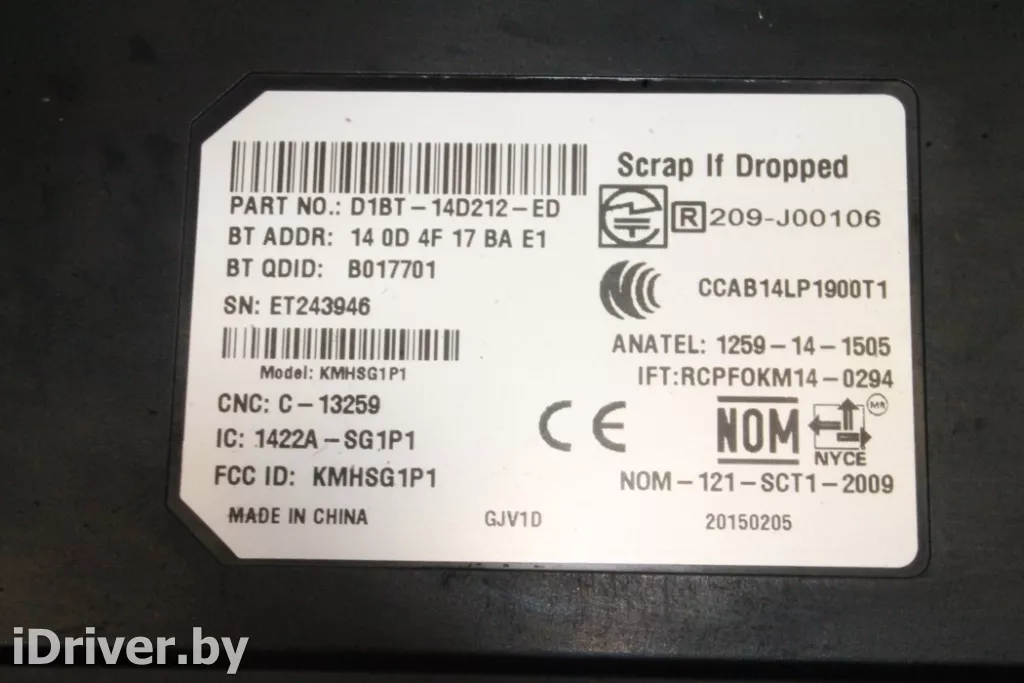 PART NO.: D1BT-14D212-ED
BT ADDR: 14 0D 4F 17 BA E1
BT QDID: B017701
SN: ET243946
Model: KMHSG1P1
CNC: C-13259
IC: 1422A-SG1P1
FCC ID: KMHSG1P1
MADE IN CHINA
GJV1D
Scrap If Dropped
R 209-J00106
CCAB14LP1900T1
ANATEL: 1259-14-1505
IFT:RCPFOKM14-0294
CE
NOM
MR
NYCE
NOM-121-SCT1-2009
20150205
iDriver.by